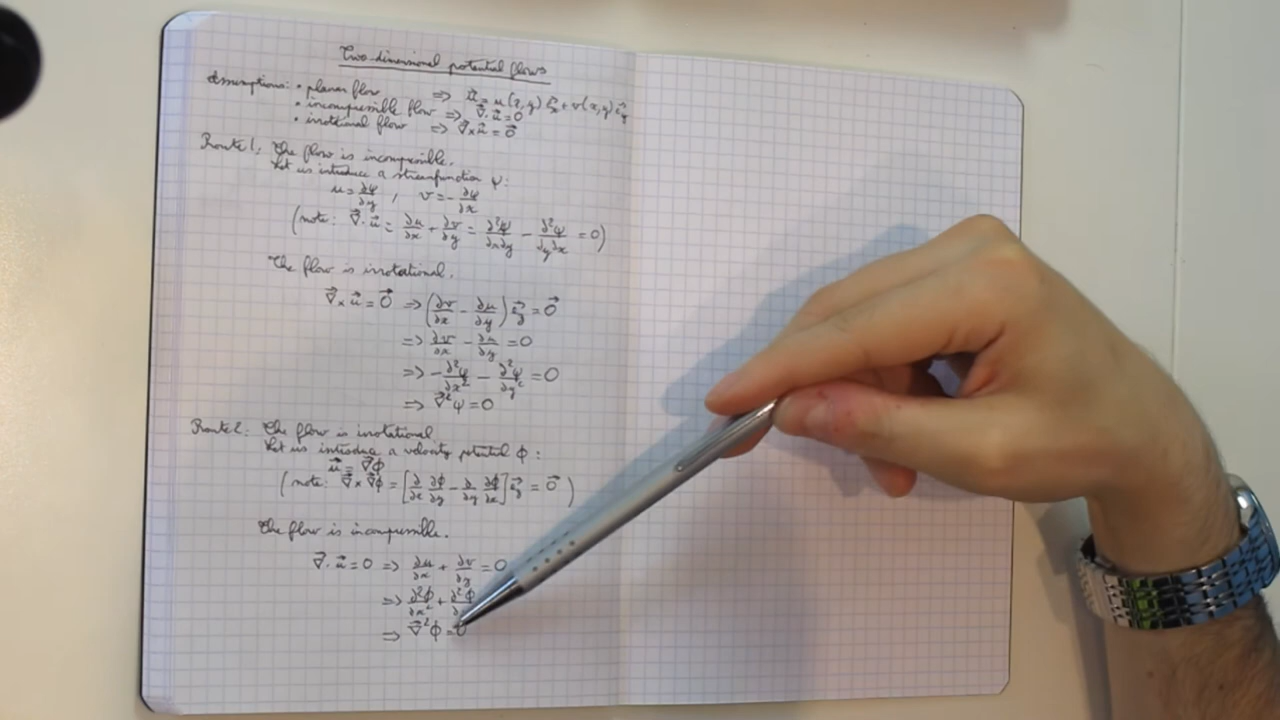 Two-dimensional potential flows
Assumptions: • planar flow ⇒ u⃗ = u(x,y) e⃗ₓ + v(x,y) e⃗ᵧ
• incompressible flow ⇒ ∇⃗·u⃗ = 0
• irrotional flow ⇒ ∇⃗×u⃗ = 0⃗
Route 1: The flow is incompressible.
Let us introduce a streamfunction ψ:
u = ∂ψ/∂y , v = -∂ψ/∂x
(note: ∇⃗·u⃗ = ∂u/∂x + ∂v/∂y = ∂²ψ/∂x∂y - ∂²ψ/∂y∂x = 0)
The flow is irrotational.
∇⃗×u⃗ = 0⃗ ⇒ (∂v/∂x - ∂u/∂y) e⃗_z = 0⃗
⇒ ∂v/∂x - ∂u/∂y = 0
⇒ -∂²ψ/∂x² - ∂²ψ/∂y² = 0
⇒ ∇⃗²ψ = 0
Route 2: The flow is irrotational
Let us introduce a velocity potential ϕ:
u⃗ = ∇⃗ϕ
(note: ∇⃗×∇⃗ϕ = [∂/∂x ∂ϕ/∂y - ∂/∂y ∂ϕ/∂x] e⃗_z = 0⃗ )
The flow is incompressible.
∇⃗·u⃗ = 0 ⇒ ∂u/∂x + ∂v/∂y = 0
⇒ ∂²ϕ/∂x² + ∂²ϕ
⇒ ∇⃗²ϕ = 0